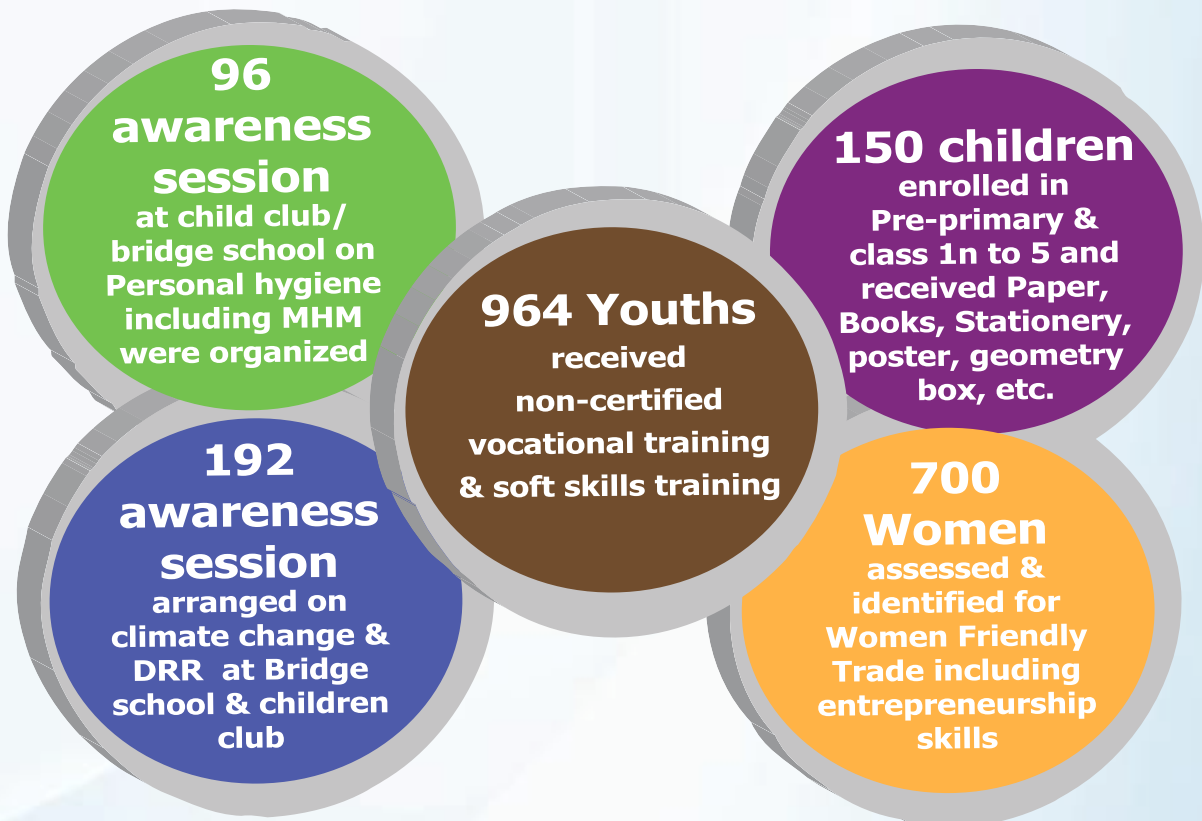 96
awareness
session
at child club/
bridge school on
Personal hygiene
including MHM
were organized
150 children
enrolled in
Pre-primary &
class 1n to 5 and
received Paper,
Books, Stationery,
poster, geometry
box, etc.
964 Youths
received
non-certified
vocational training
& soft skills training
192
awareness
session
arranged on
climate change &
DRR at Bridge
school & children
club
700
Women
assessed &
identified for
Women Friendly
Trade including
entrepreneurship
skills